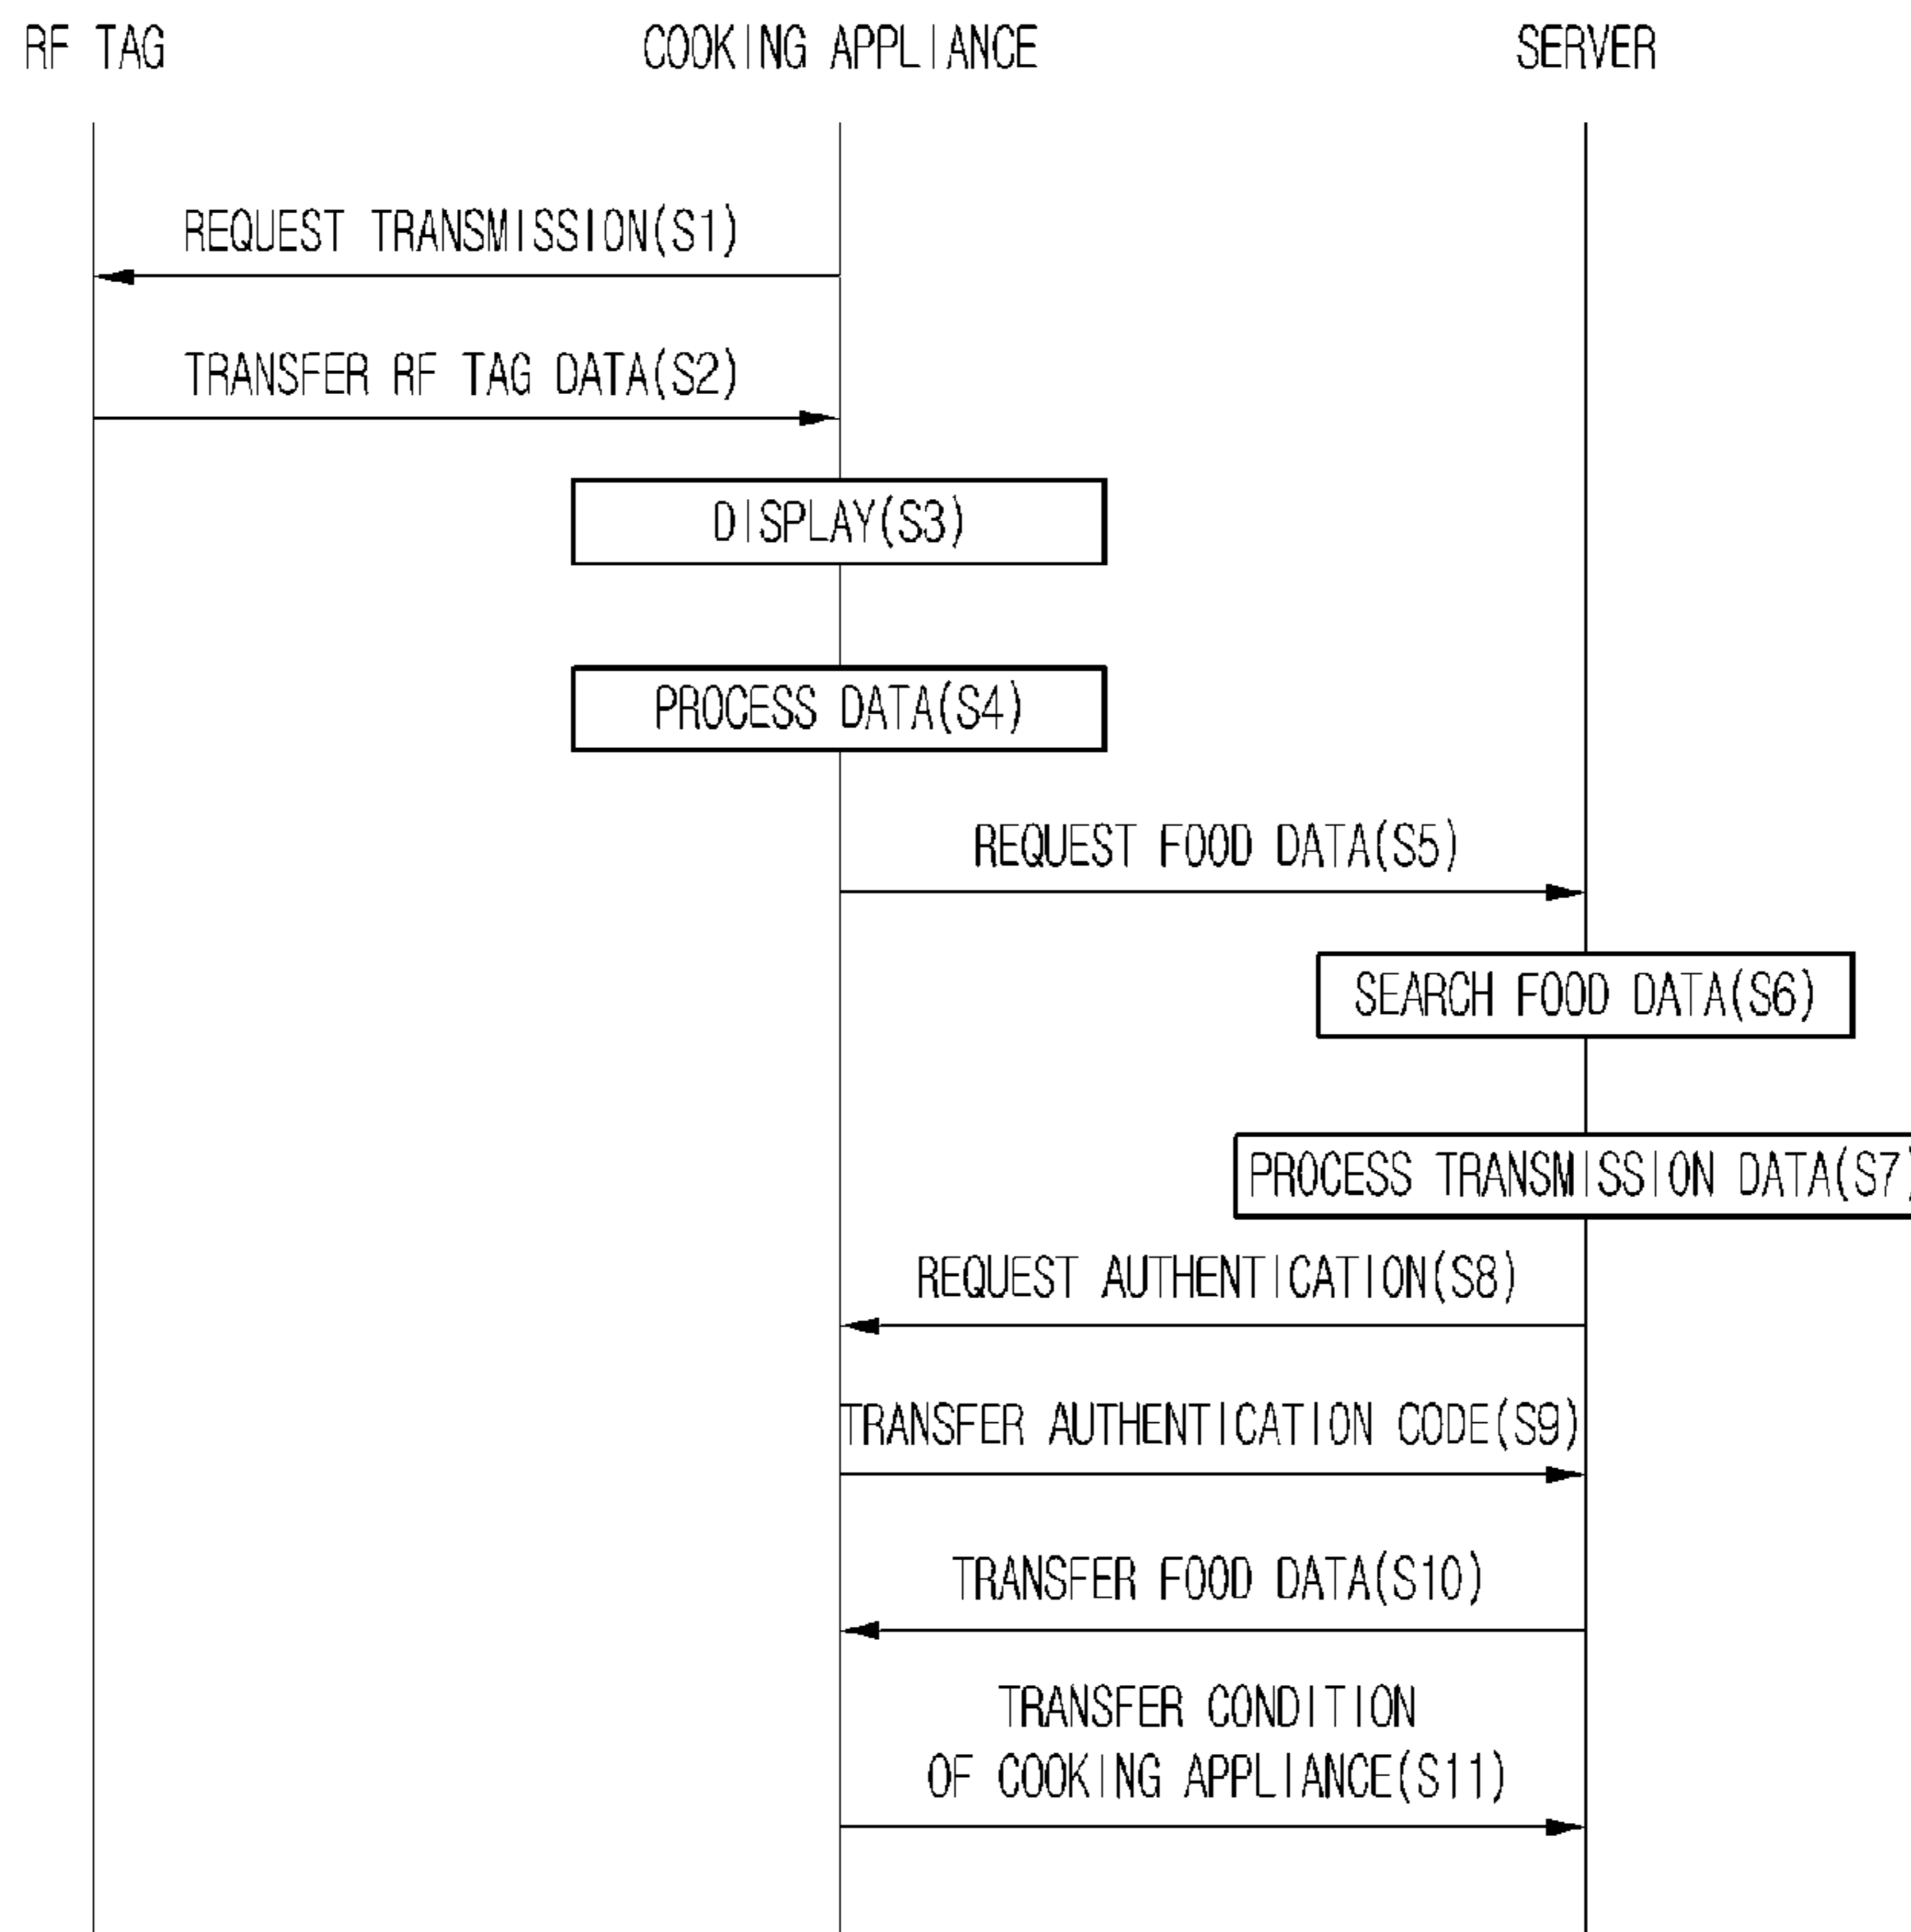 RF TAG
COOKING APPLIANCE
SERVER
REQUEST TRANSMISSION(S1)
TRANSFER RF TAG DATA(S2)
DISPLAY(S3)
PROCESS DATA(S4)
REQUEST FOOD DATA(S5)
SEARCH FOOD DATA(S6)
PROCESS TRANSMISSION DATA(S7)
REQUEST AUTHENTICATION(S8)
TRANSFER AUTHENTICATION CODE(S9)
TRANSFER FOOD DATA(S10)
TRANSFER CONDITION
OF COOKING APPLIANCE(S11)